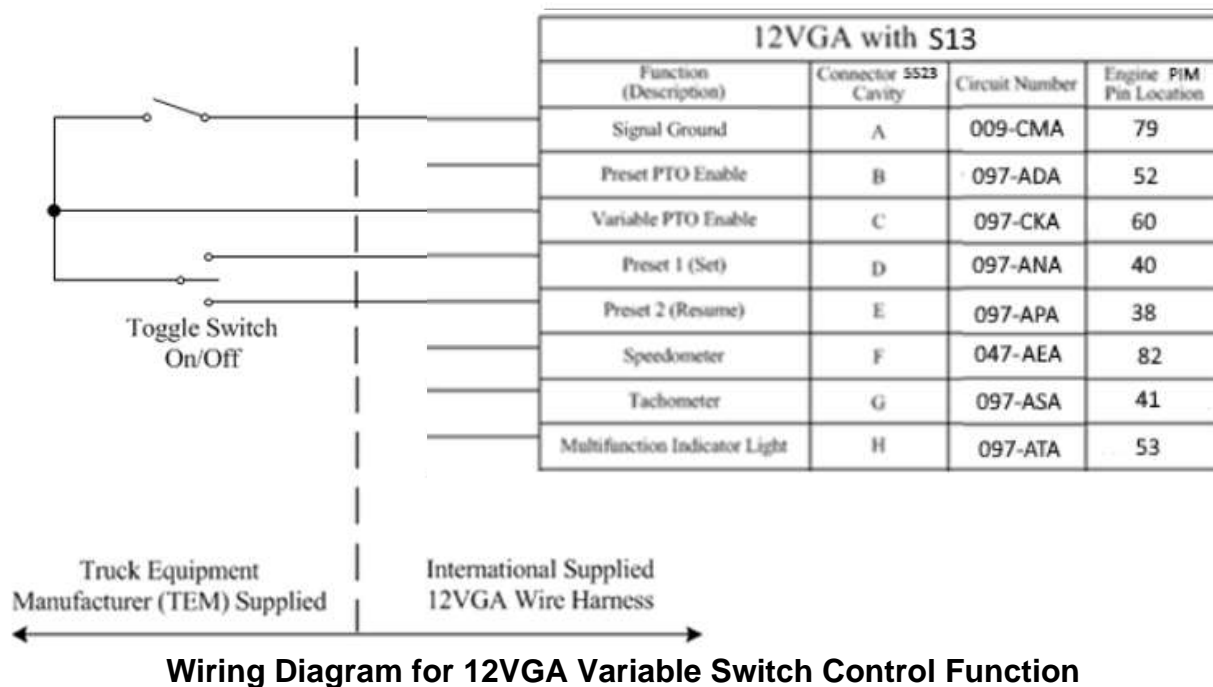 12VGA with S13
Function Connector 5523 Circuit Number Engine PIM
(Description) Cavity Pin Location
Signal Ground A 009-CMA 79
Preset PTO Enable B 097-ADA 52
Variable PTO Enable C 097-CKA 60
Preset 1 (Set) D 097-ANA 40
Preset 2 (Resume) E 097-APA 38
Speedometer F 047-AEA 82
Tachometer G 097-ASA 41
Multifunction Indicator Light H 097-ATA 53
Toggle Switch
On/Off
Truck Equipment
Manufacturer (TEM) Supplied
International Supplied
12VGA Wire Harness
Wiring Diagram for 12VGA Variable Switch Control Function